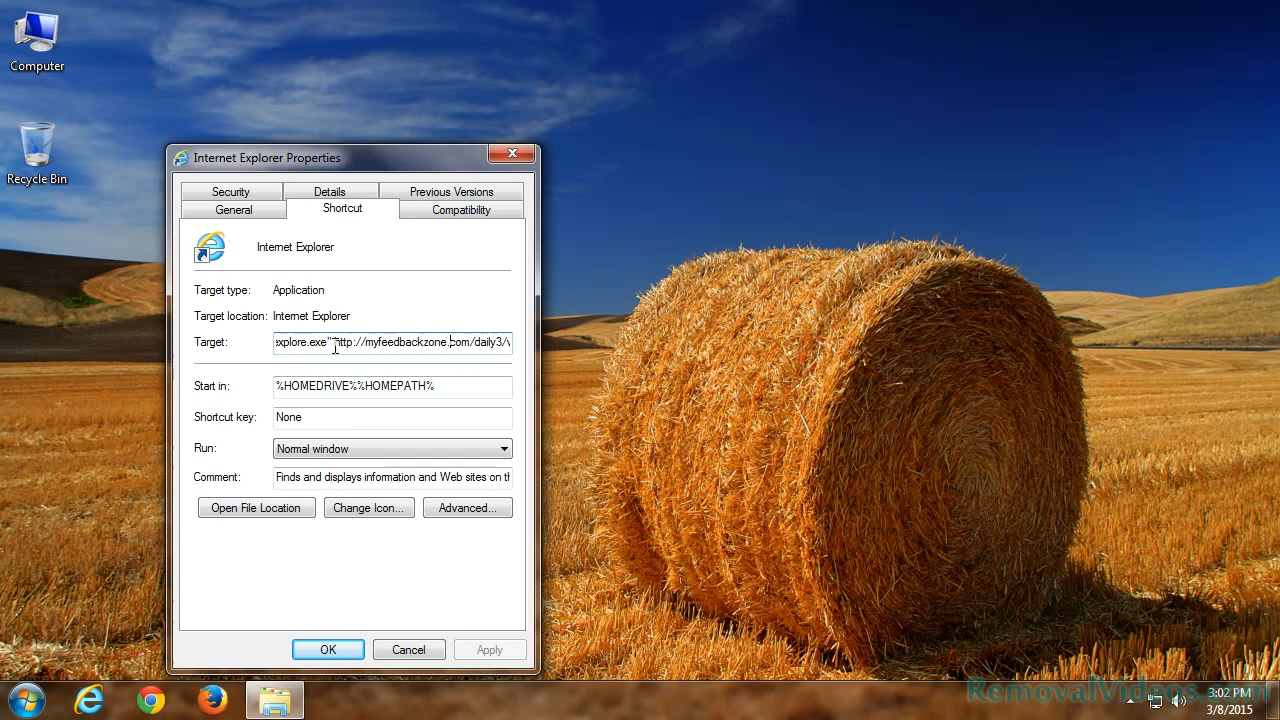 Computer
Recycle Bin
Internet Explorer Properties
Security Details Previous Versions
General Shortcut Compatibility
Internet Explorer
Target type: Application
Target location: Internet Explorer
Target: explore.exe" http://myfeedbackzone.com/daily3/
Start in: %HOMEDRIVE%%HOMEPATH%
Shortcut key: None
Run: Normal window
Comment: Finds and displays information and Web sites on
Open File Location Change Icon... Advanced...
OK Cancel Apply
RemovalVideos.com
3:02 PM
3/8/2015